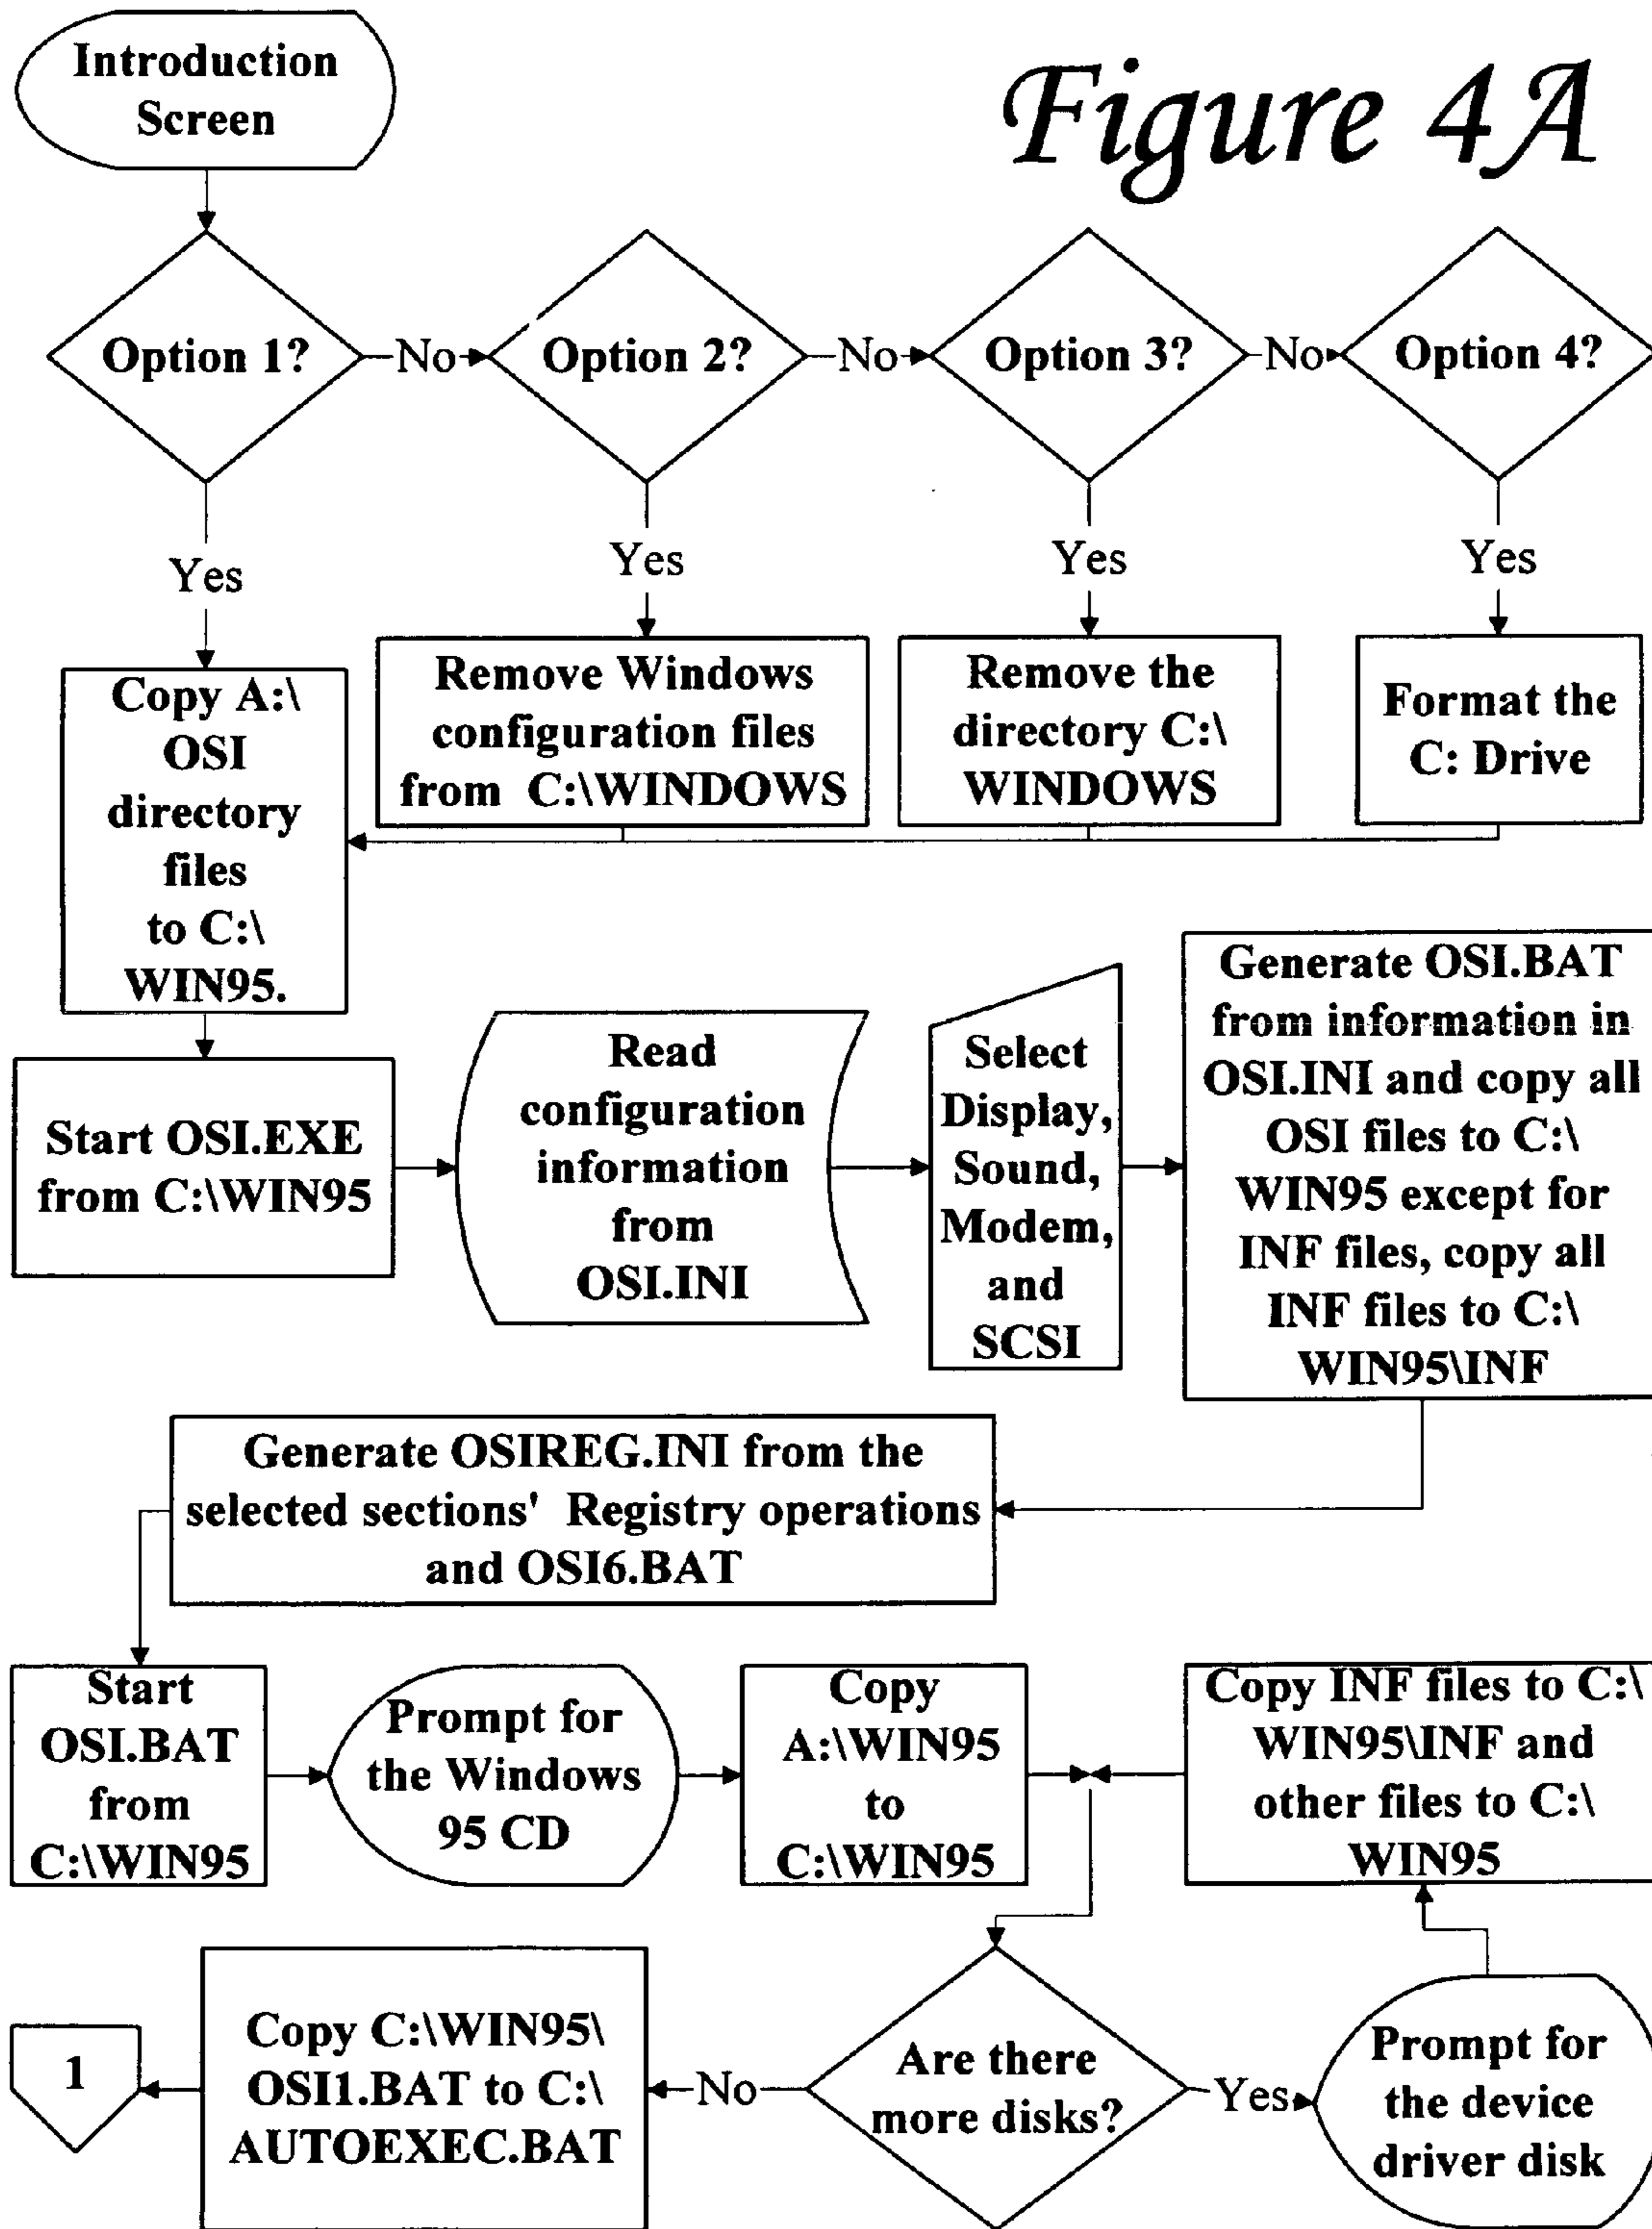 Introduction
Screen
Figure 4A
Option 1?
No
Option 2?
No
Option 3?
No
Option 4?
Yes
Yes
Yes
Yes
Copy A:\
OSI
directory
files
to C:\
WIN95.
Remove Windows
configuration files
from C:\WINDOWS
Remove the
directory C:\
WINDOWS
Format the
C: Drive
Start OSI.EXE
from C:\WIN95
Read
configuration
information
from
OSI.INI
Select
Display,
Sound,
Modem,
and
SCSI
Generate OSI.BAT
from information in
OSI.INI and copy all
OSI files to C:\
WIN95 except for
INF files, copy all
INF files to C:\
WIN95\INF
Generate OSIREG.INI from the
selected sections' Registry operations
and OSI6.BAT
Start
OSI.BAT
from
C:\WIN95
Prompt for
the Windows
95 CD
Copy
A:\WIN95
to
C:\WIN95
Copy INF files to C:\
WIN95\INF and
other files to C:\
WIN95
1
Copy C:\WIN95\
OSI1.BAT to C:\
AUTOEXEC.BAT
No
Are there
more disks?
Yes
Prompt for
the device
driver disk